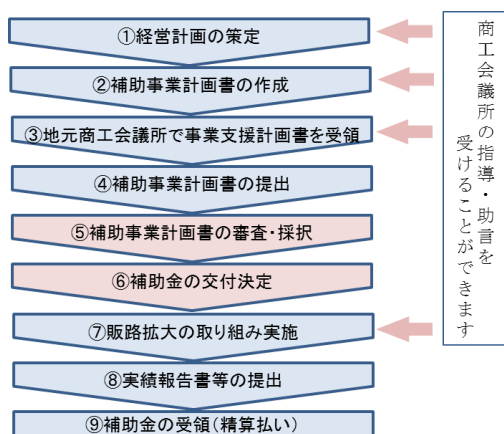 ①経営計画の策定
②補助事業計画書の作成
③地元商工会議所で事業支援計画書を受領
④補助事業計画書の提出
⑤補助事業計画書の審査・採択
⑥補助金の交付決定
⑦販路拡大の取り組み実施
⑧実績報告書等の提出
⑨補助金の受領(精算払い)
商工会議所の指導・助言を
受けることができます